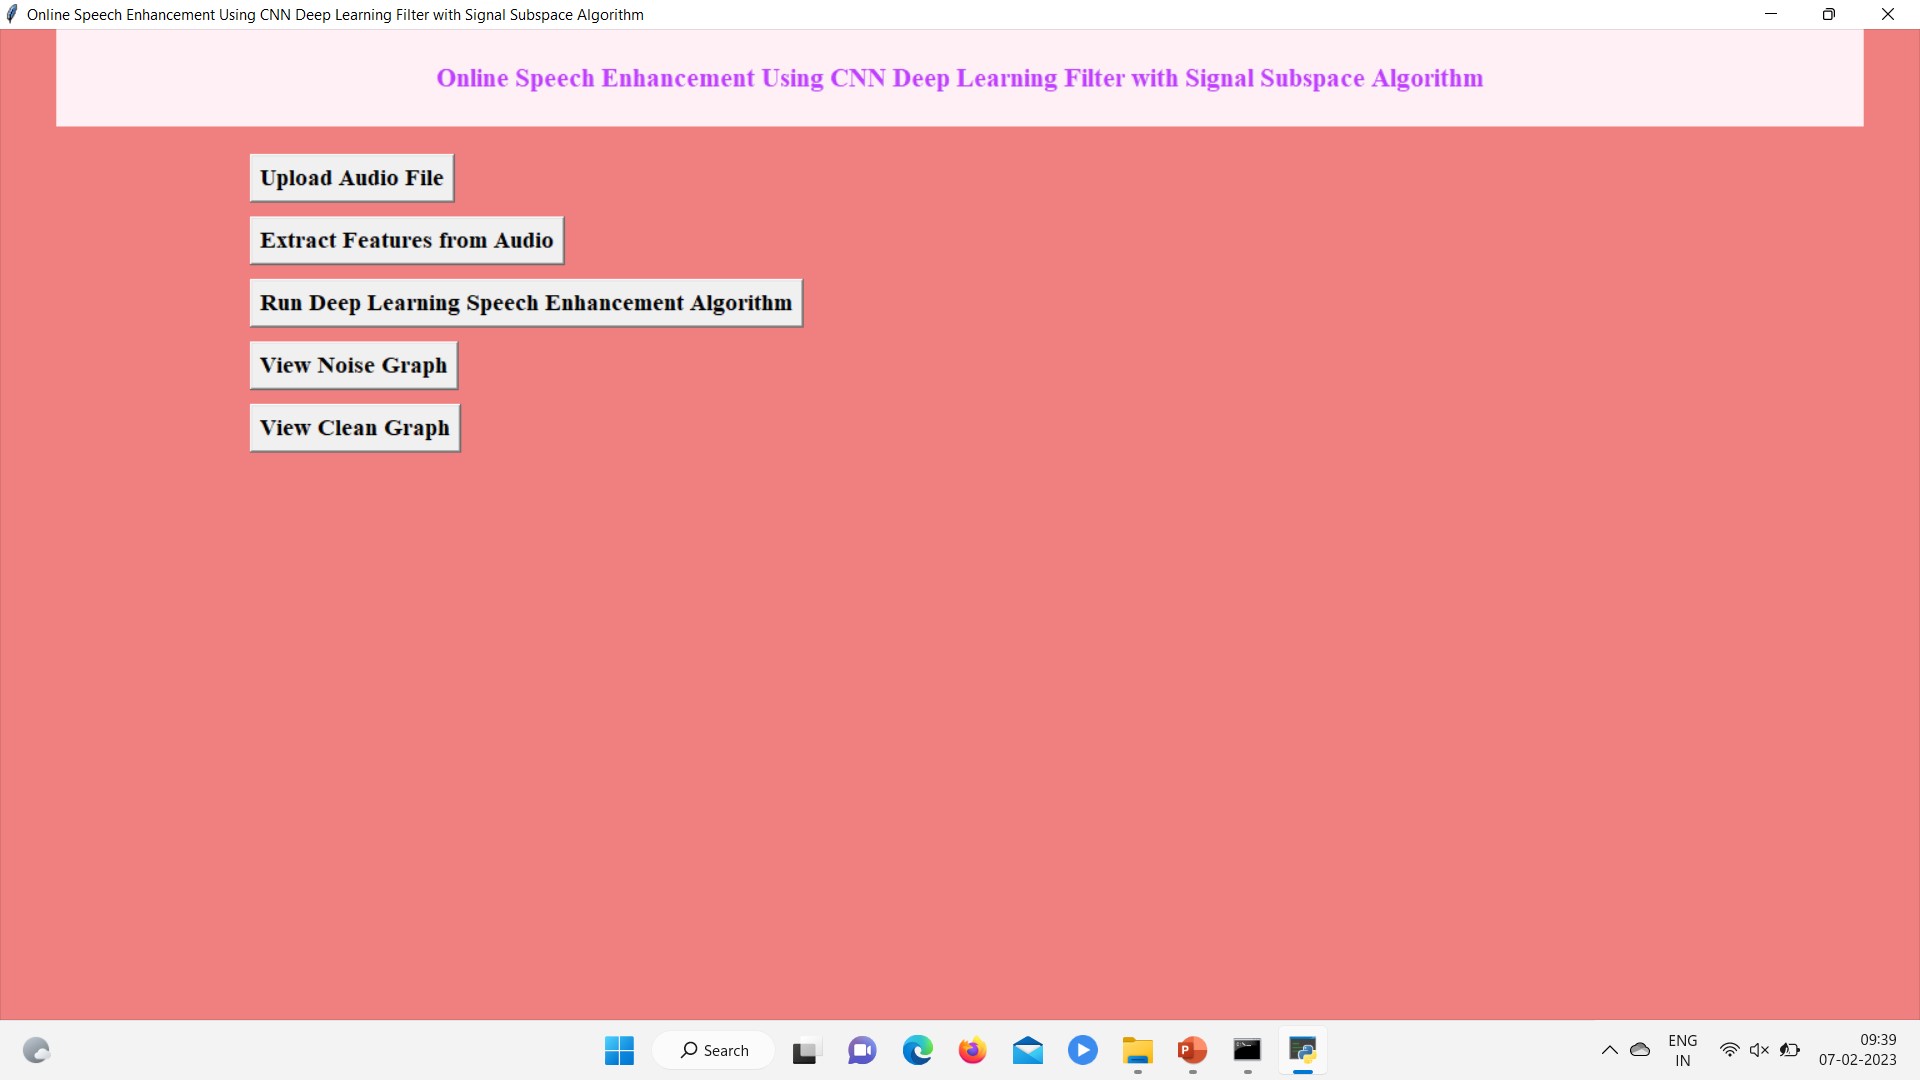 Online Speech Enhancement Using CNN Deep Learning Filter with Signal Subspace Algorithm
Online Speech Enhancement Using CNN Deep Learning Filter with Signal Subspace Algorithm
Upload Audio File
Extract Features from Audio
Run Deep Learning Speech Enhancement Algorithm
View Noise Graph
View Clean Graph
Search
P
ENG
IN
09:39
07-02-2023